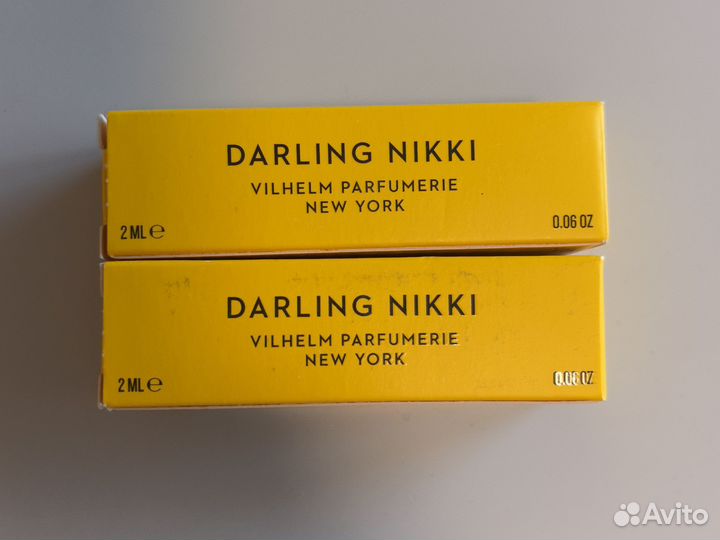 DARLING NIKKI
VILHELM PARFUMERIE
NEW YORK
2 ML ℮
0.06 OZ
DARLING NIKKI
VILHELM PARFUMERIE
NEW YORK
2 ML ℮
0.06 OZ
Avito